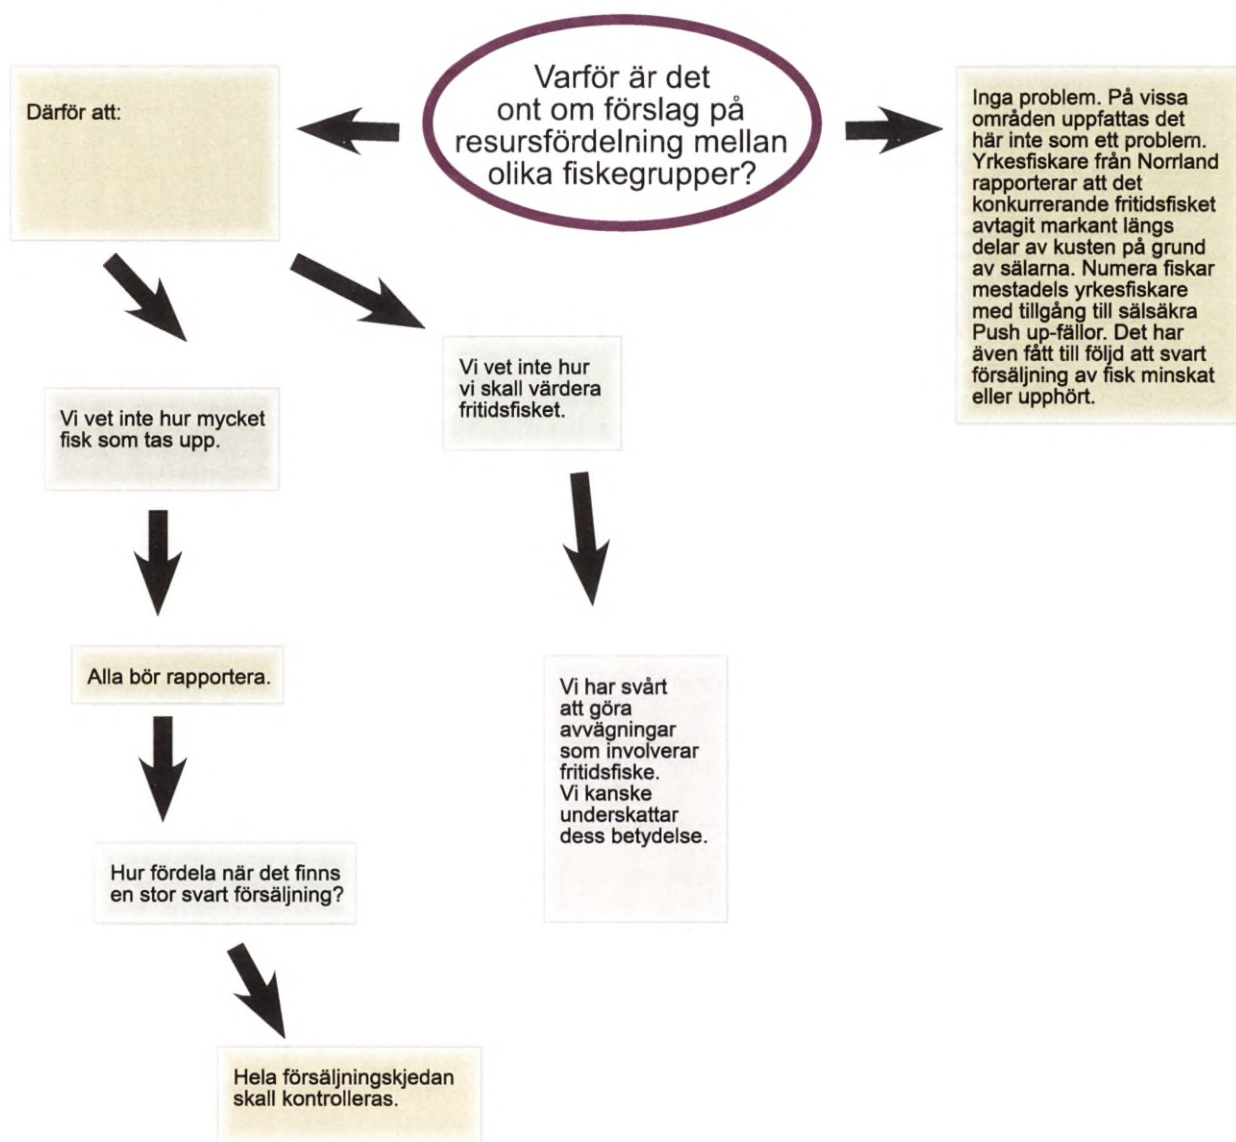 Varför är det
ont om förslag på
resursfördelning mellan
olika fiskegrupper?
Därför att:
Inga problem. På vissa
områden uppfattas det
här inte som ett problem.
Yrkesfiskare från Norrland
rapporterar att det
konkurrerande fritidsfisket
avtagit markant längs
delar av kusten på grund
av sälarna. Numera fiskar
mestadels yrkesfiskare
med tillgång till sälsäkra
Push up-fällor. Det har
även fått till följd att svart
försäljning av fisk minskat
eller upphört.
Vi vet inte hur mycket
fisk som tas upp.
Vi vet inte hur
vi skall värdera
fritidsfisket.
Alla bör rapportera.
Vi har svårt
att göra
avvägningar
som involverar
fritidsfiske.
Vi kanske
underskattar
dess betydelse.
Hur fördela när det finns
en stor svart försäljning?
Hela försäljningskjedan
skall kontrolleras.